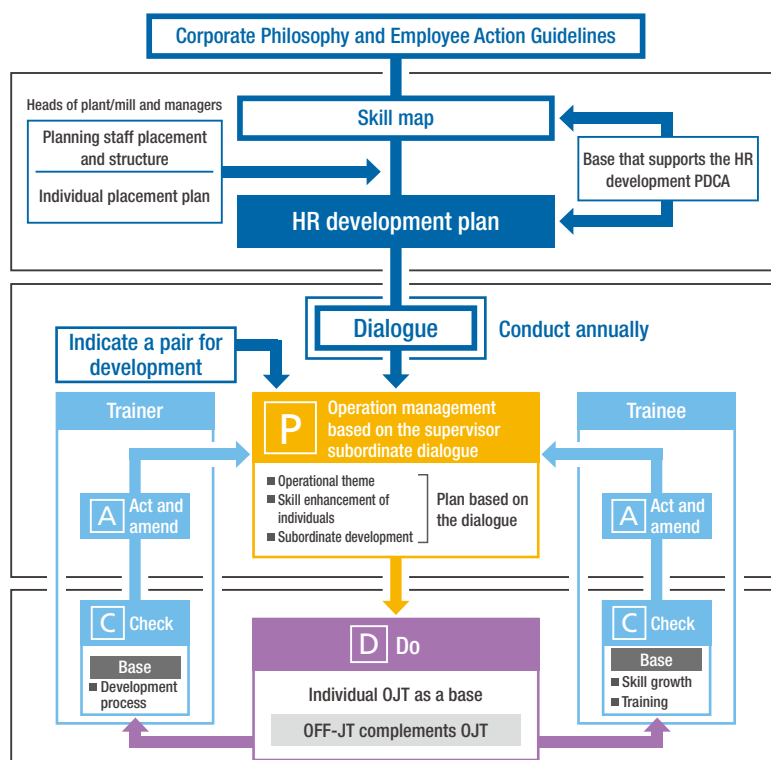 Corporate Philosophy and Employee Action Guidelines
Heads of plant/mill and managers
Planning staff placement
and structure
Individual placement plan
Skill map
Base that supports the HR
development PDCA
HR development plan
Dialogue
Conduct annually
Indicate a pair for
development
Trainer
P
Operation management
based on the supervisor
subordinate dialogue
■ Operational theme
■ Skill enhancement of
individuals
■ Subordinate development
Plan based on
the dialogue
Trainee
A Act and
amend
A Act and
amend
C Check
Base
■ Development
process
D Do
Individual OJT as a base
OFF-JT complements OJT
C Check
Base
■ Skill growth
■ Training